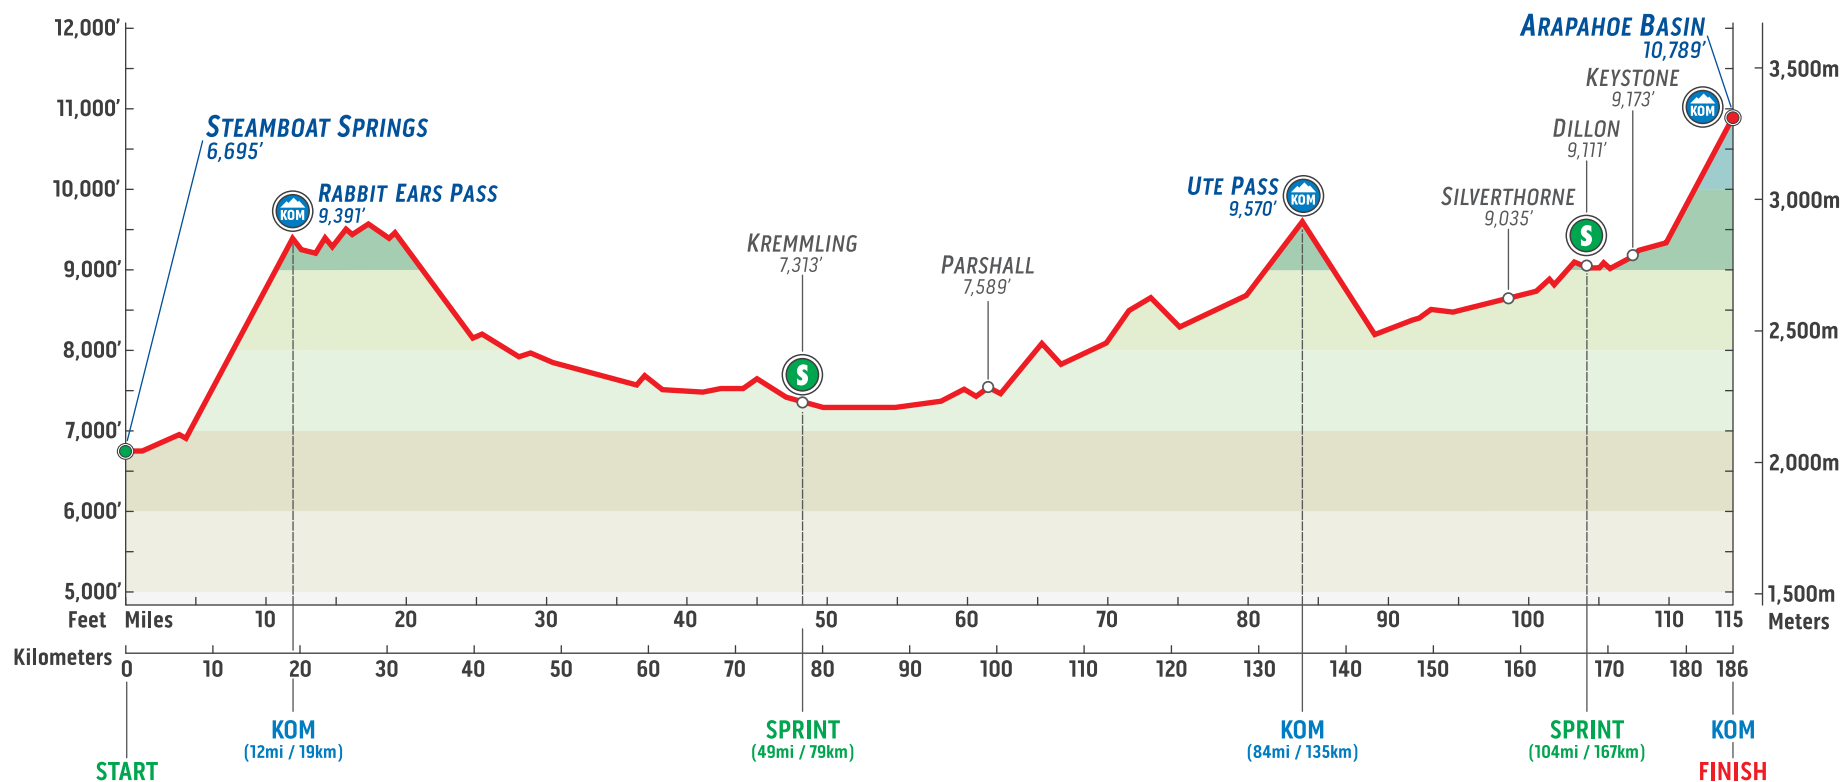 12,000'
11,000'
10,000'
9,000'
8,000'
7,000'
6,000'
5,000'
Feet
STEAMBOAT SPRINGS
6,695'
KOM
RABBIT EARS PASS
9,391'
KREMMLING
7,313'
S
PARSHALL
7,589'
UTE PASS
9,570'
KOM
SILVERTHORNE
9,035'
DILLON
9,111'
S
KEYSTONE
9,173'
ARAPAHOE BASIN
10,789'
KOM
3,500m
3,000m
2,500m
2,000m
1,500m
Meters
Miles 10 20 30 40 50 60 70 80 90 100 110 115
Kilometers 0 10 20 30 40 50 60 70 80 90 100 110 120 130 140 150 160 170 180 186
START
KOM
(12mi / 19km)
SPRINT
(49mi / 79km)
KOM
(84mi / 135km)
SPRINT
(104mi / 167km)
KOM
FINISH